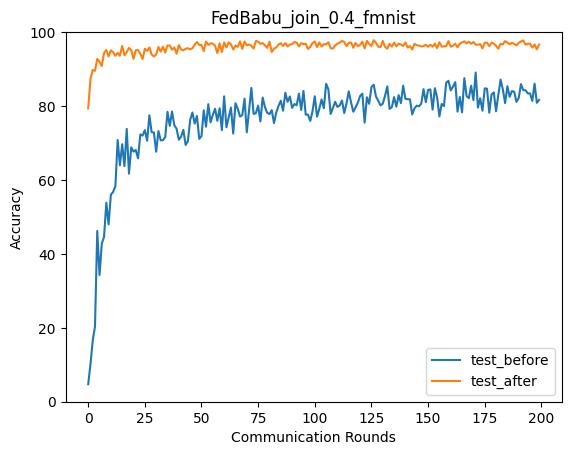 FedBabu_join_0.4_fmnist
100
80
60
40
20
0
Accuracy
0 25 50 75 100 125 150 175 200
Communication Rounds
test_before
test_after